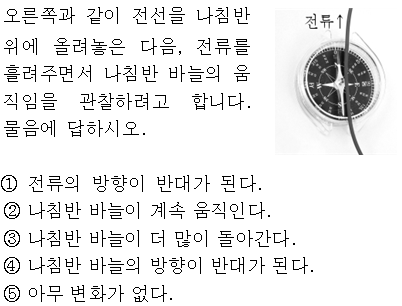 오른쪽과 같이 전선을 나침반
위에 올려놓은 다음, 전류를
흘려주면서 나침반 바늘의 움
직임을 관찰하려고 합니다.
물음에 답하시오.
전류↑
① 전류의 방향이 반대가 된다.
② 나침반 바늘이 계속 움직인다.
③ 나침반 바늘이 더 많이 돌아간다.
④ 나침반 바늘의 방향이 반대가 된다.
⑤ 아무 변화가 없다.